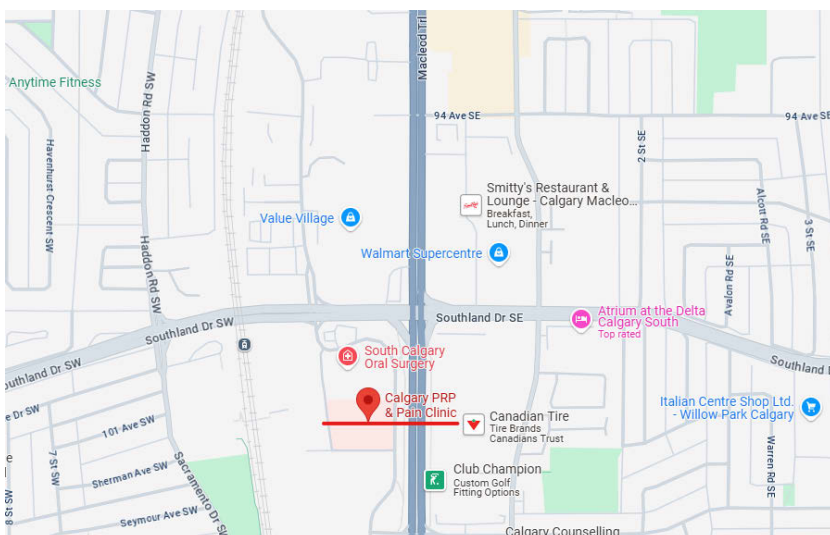 Macleod Trl
Anytime Fitness
Haddon Rd SW
94 Ave SE
94 Ave SE
Havenhurst Crescent SW
2 St SE
Smitty's Restaurant &
Lounge - Calgary Macleo...
Breakfast,
Lunch, Dinner
Alcott Rd SE
3 St SE
Value Village
Walmart Supercentre
Haddon Rd SW
Avalon Rd SE
Southland Dr SW
Southland Dr SE
Atrium at the Delta
Calgary South
Top rated
South Calgary
Oral Surgery
Southland D
outhland Dr SW
Calgary PRP
& Pain Clinic
Italian Centre Shop Ltd.
- Willow Park Calgary
e Dr SW
101 Ave SW
Canadian Tire
Tire Brands
Canadians Trust
7 St SW
8 St SW
Sherman Ave SW
Sacramento Dr SW
Warren Rd SE
Club Champion
Custom Golf
Fitting Options
Seymour Ave SW
Calgary Counselling